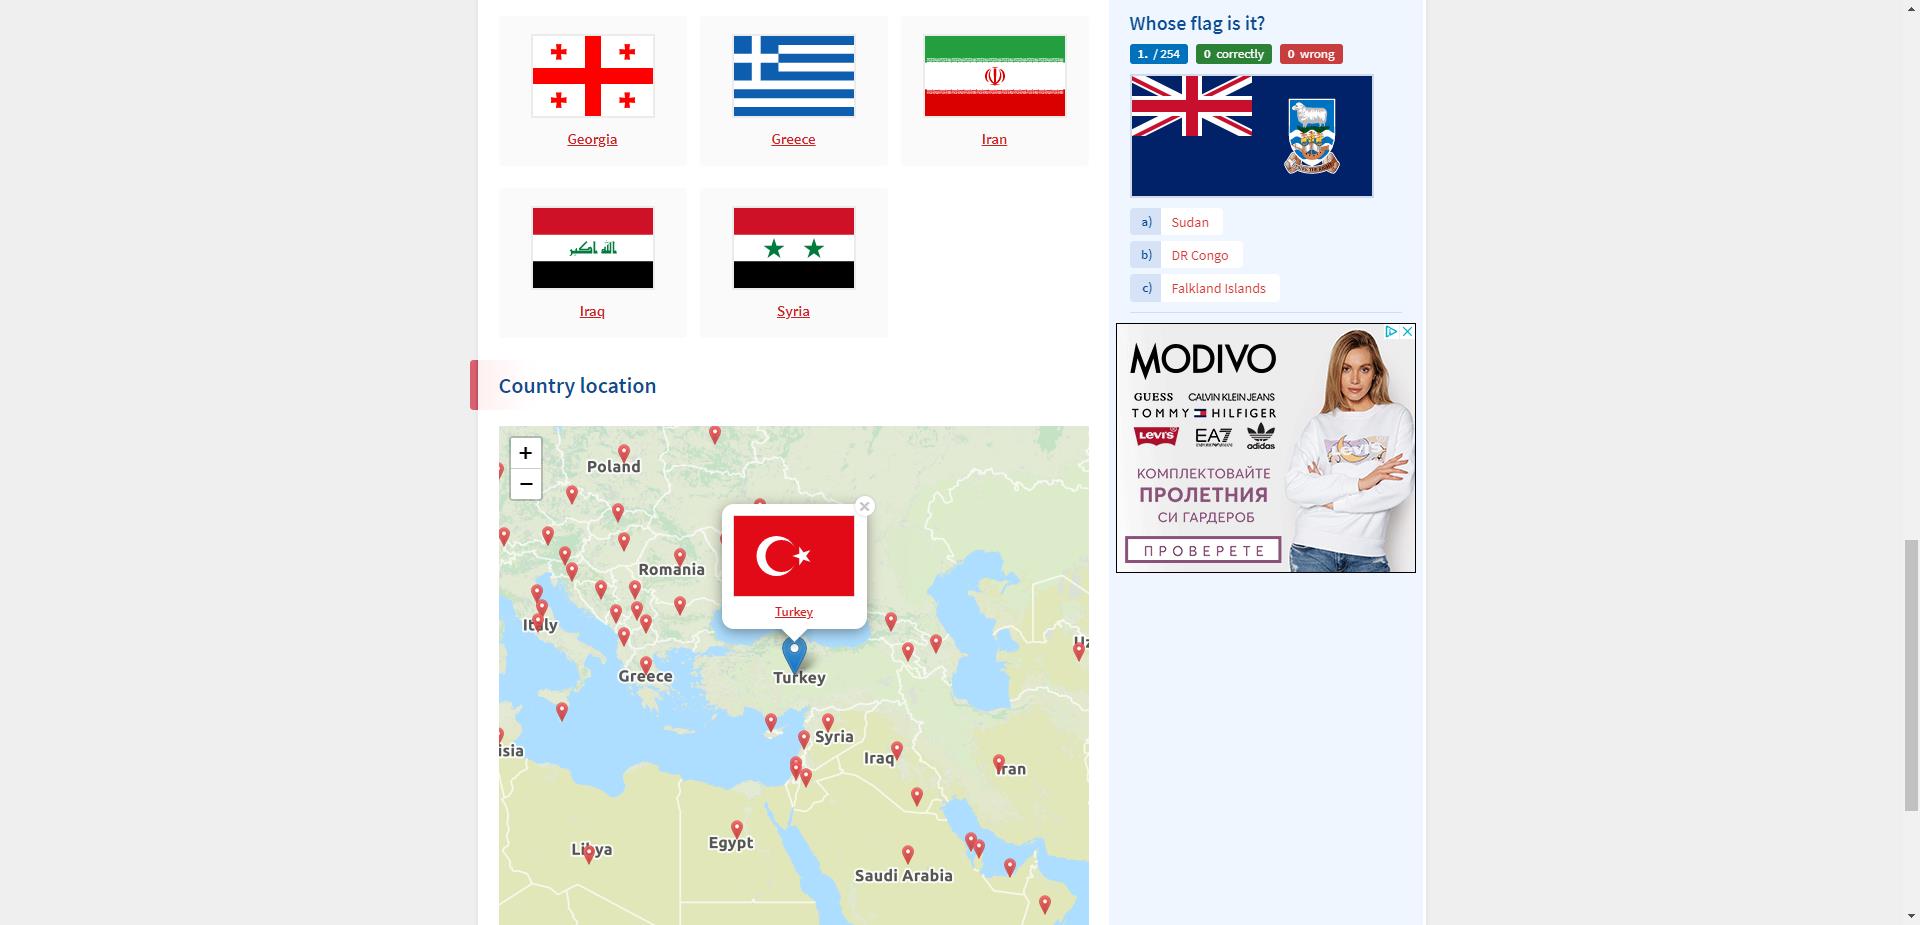 Georgia
Greece
Iran
Iraq
Syria
Country location
+
−
Poland
Romania
Italy
Greece
Turkey
×
Turkey
Syria
Iraq
Iran
isia
Libya
Egypt
Saudi Arabia
Uz
Whose flag is it?
1. / 254
0 correctly
0 wrong
a) Sudan
b) DR Congo
c) Falkland Islands
MODIVO
GUESS CALVIN KLEIN JEANS
TOMMY HILFIGER
LEVI'S EA7 adidas
КОМПЛЕКТОВАЙТЕ
ПРОЛЕТНИЯ
СИ ГАРДЕРОБ
ПРОВЕРЕТЕ